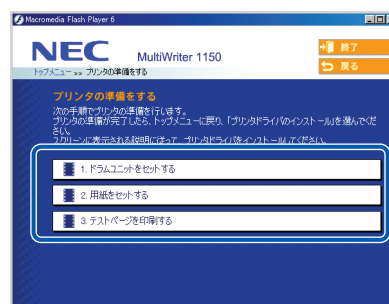 Macromedia Flash Player 6
NEC MultiWriter 1150
終了
トップメニュー >> プリンタの準備をする
戻る
プリンタの準備をする
次の手順でプリンタの準備を行います。
プリンタの準備が完了したら、トップメニューに戻り、「プリンタドライバのインストール」を選んでくだ
さい。
スクリーンに表示される説明に従って、プリンタドライバをインストールしてください。
1. ドラムユニットをセットする
2. 用紙をセットする
3. テストページを印刷する